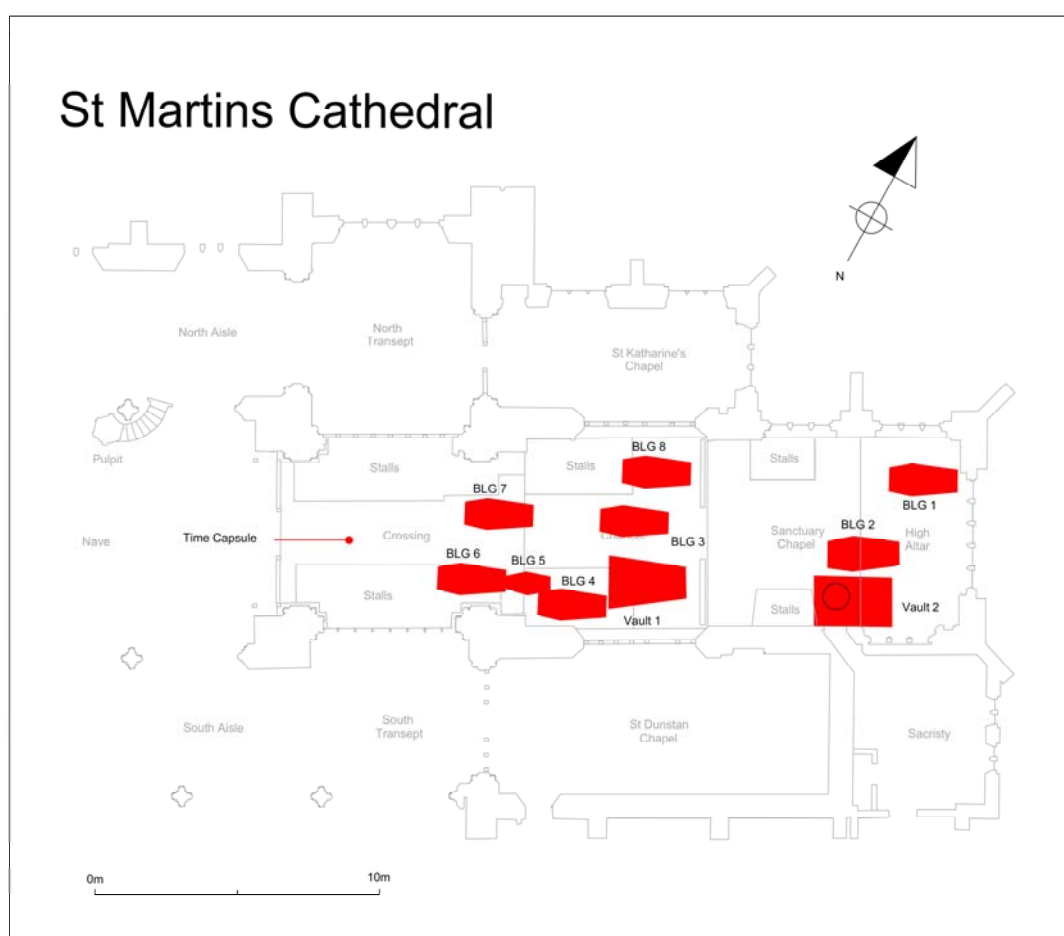 St Martins Cathedral
N
North Aisle
North
Transept
St Katharine's
Chapel
Pulpit
Stalls
Stalls
BLG 8
Stalls
BLG 1
BLG 7
BLG 2
High
Altar
Nave
Time Capsule
Crossing
BLG 3
Sanctuary
Chapel
BLG 6
BLG 5
BLG 4
Stalls
Stalls
Vault 1
Vault 2
South Aisle
South
Transept
St Dunstan
Chapel
Sacristy
0m
10m